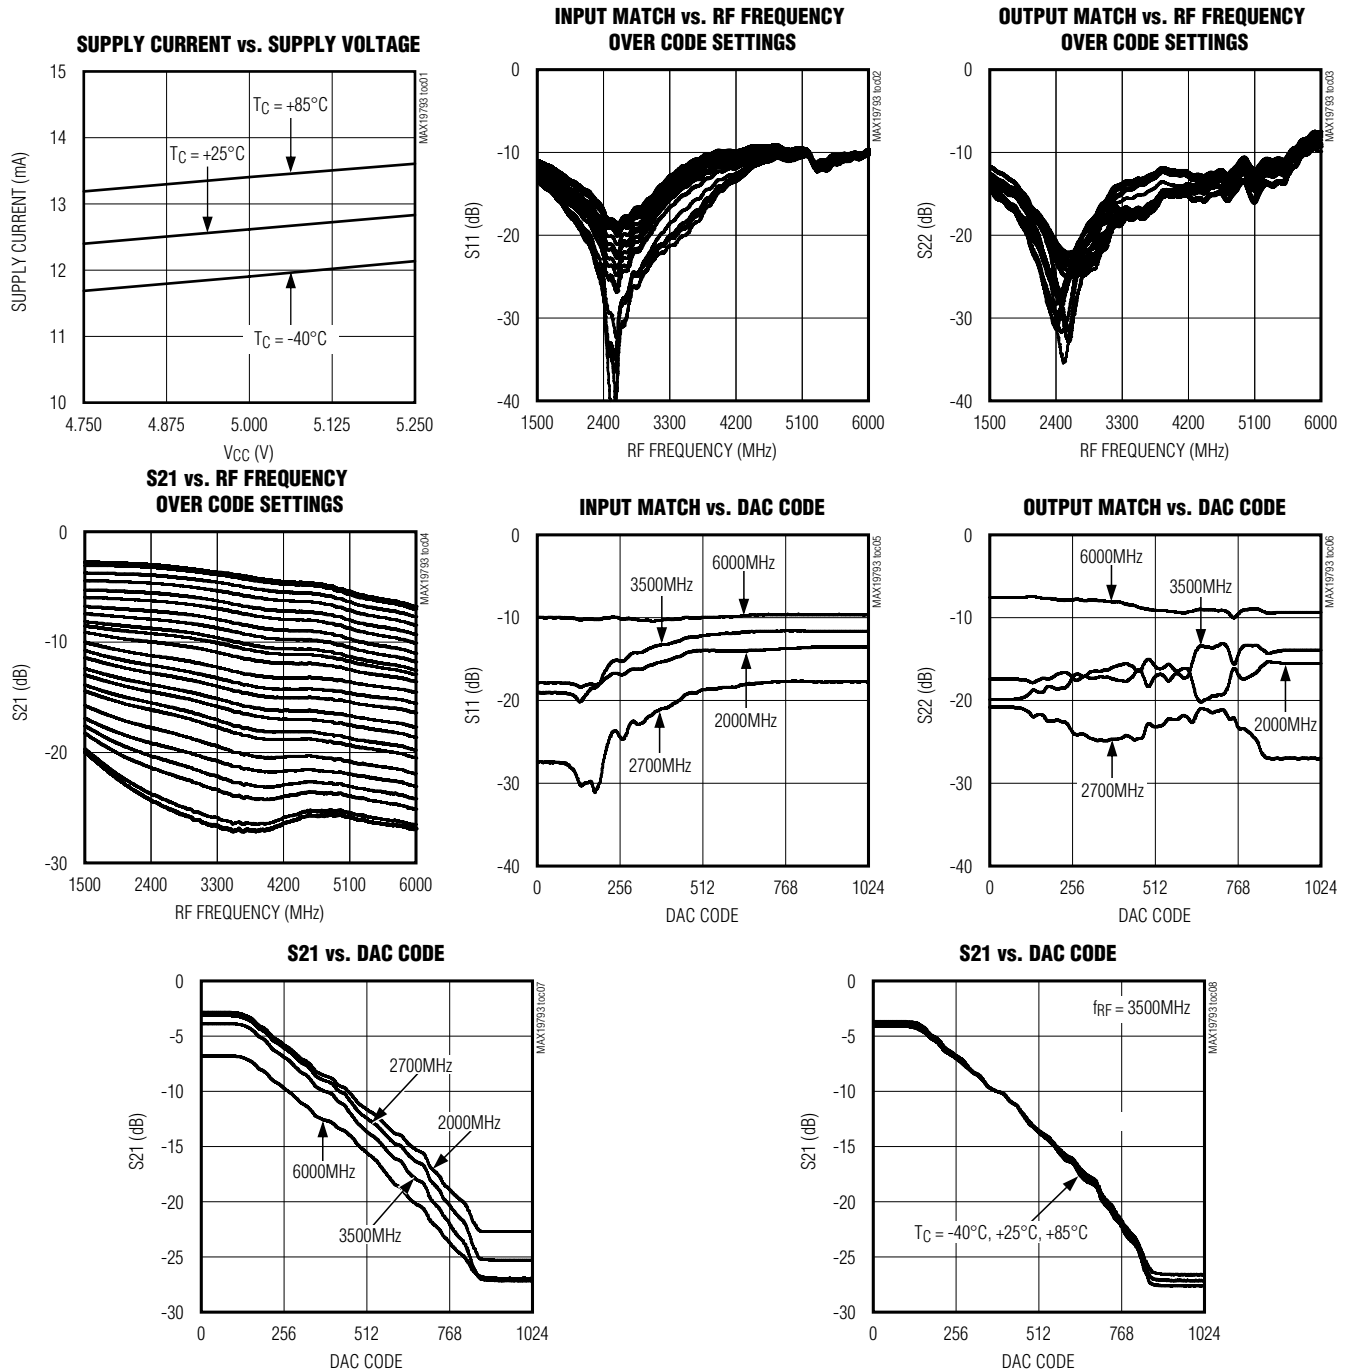 SUPPLY CURRENT vs. SUPPLY VOLTAGE
SUPPLY CURRENT (mA)
15
14
13
12
11
10
TC = +85°C
TC = +25°C
TC = -40°C
4.750 4.875 5.000 5.125 5.250
VCC (V)
MAX19793 toc01
INPUT MATCH vs. RF FREQUENCY
OVER CODE SETTINGS
S11 (dB)
0
-10
-20
-30
-40
1500 2400 3300 4200 5100 6000
RF FREQUENCY (MHz)
MAX19793 toc02
OUTPUT MATCH vs. RF FREQUENCY
OVER CODE SETTINGS
S22 (dB)
0
-10
-20
-30
-40
1500 2400 3300 4200 5100 6000
RF FREQUENCY (MHz)
MAX19793 toc03
S21 vs. RF FREQUENCY
OVER CODE SETTINGS
S21 (dB)
0
-10
-20
-30
1500 2400 3300 4200 5100 6000
RF FREQUENCY (MHz)
MAX19793 toc04
INPUT MATCH vs. DAC CODE
S11 (dB)
0
-10
-20
-30
-40
6000MHz
3500MHz
2000MHz
2700MHz
0 256 512 768 1024
DAC CODE
MAX19793 toc05
OUTPUT MATCH vs. DAC CODE
S22 (dB)
0
-10
-20
-30
-40
6000MHz
3500MHz
2000MHz
2700MHz
0 256 512 768 1024
DAC CODE
MAX19793 toc06
S21 vs. DAC CODE
S21 (dB)
0
-5
-10
-15
-20
-25
-30
2700MHz
2000MHz
6000MHz
3500MHz
0 256 512 768 1024
DAC CODE
MAX19793 toc07
S21 vs. DAC CODE
S21 (dB)
0
-5
-10
-15
-20
-25
-30
fRF = 3500MHz
TC = -40°C, +25°C, +85°C
0 256 512 768 1024
DAC CODE
MAX19793 toc08